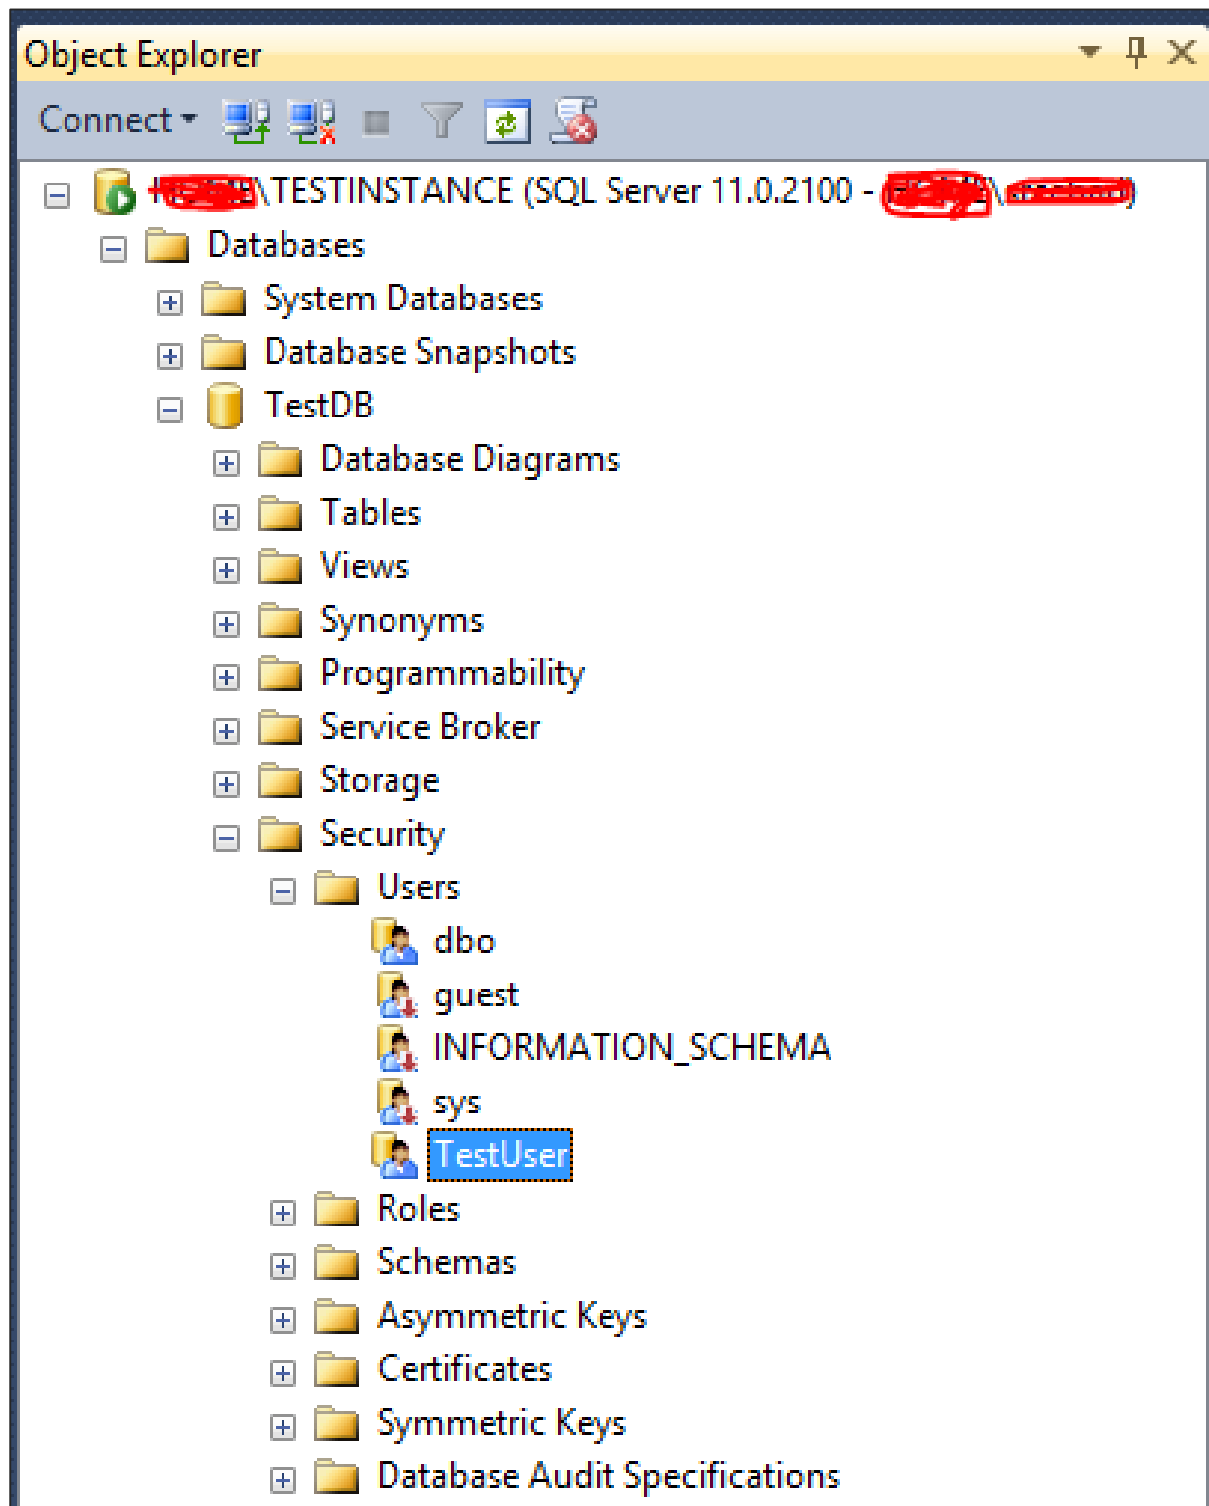 Object Explorer
Connect
\TESTINSTANCE (SQL Server 11.0.2100 - \ )
Databases
System Databases
Database Snapshots
TestDB
Database Diagrams
Tables
Views
Synonyms
Programmability
Service Broker
Storage
Security
Users
dbo
guest
INFORMATION_SCHEMA
sys
TestUser
Roles
Schemas
Asymmetric Keys
Certificates
Symmetric Keys
Database Audit Specifications